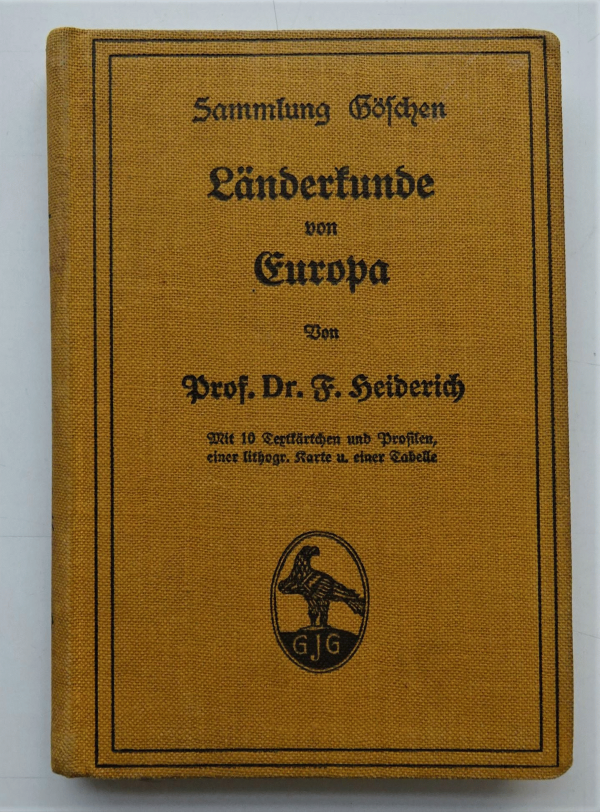 Sammlung Göschen
Länderkunde
von
Europa
Von
Prof. Dr. F. Heiderich
Mit 10 Textkärtchen und Profilen,
einer lithogr. Karte u. einer Tabelle
GJG